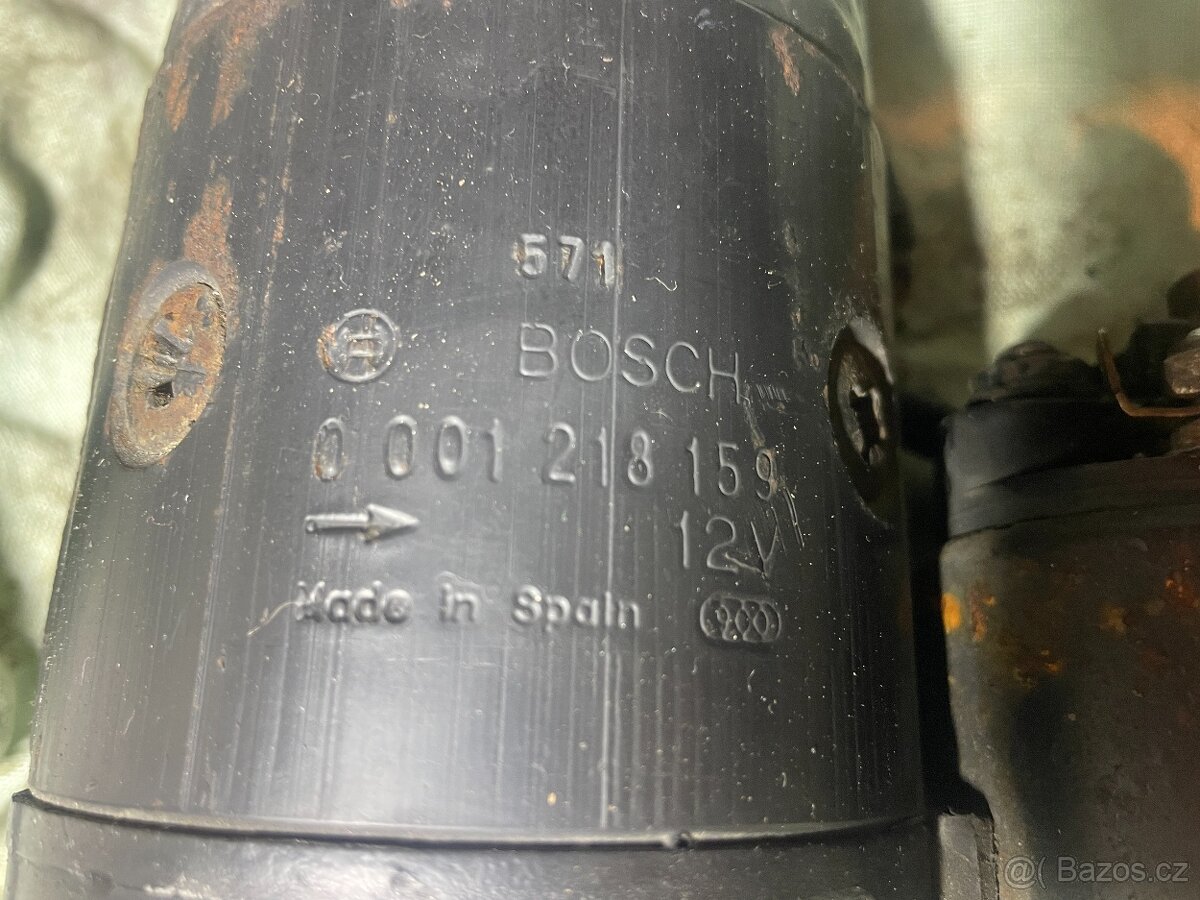 571
BOSCH
0 001 218 159
12V
Made in Spain
@( Bazos.cz